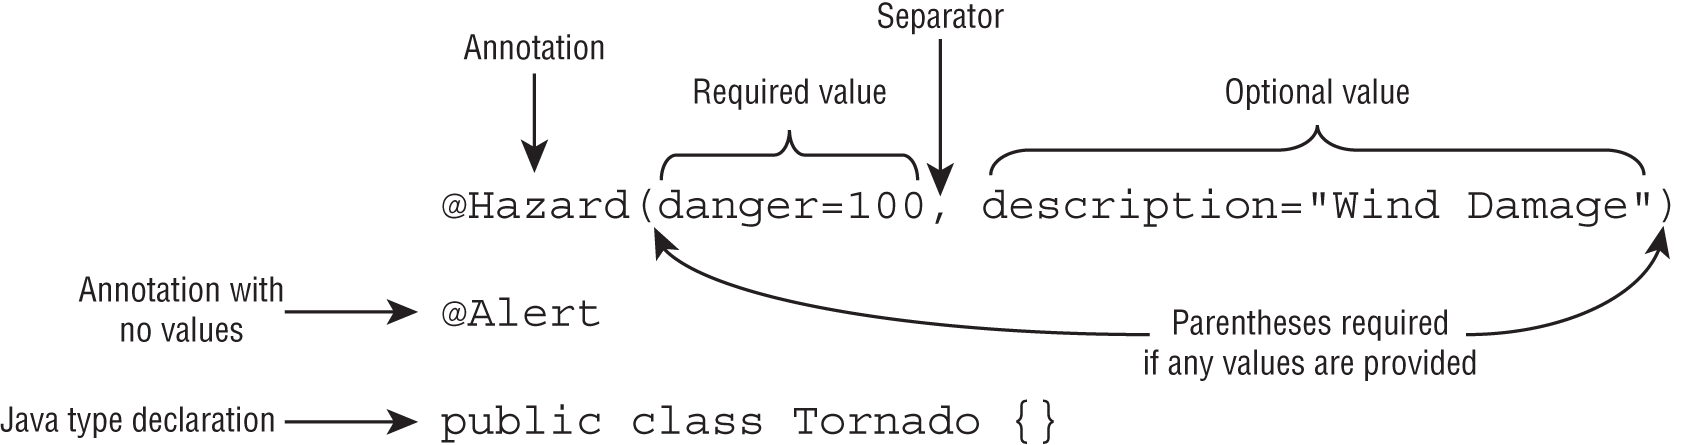 Separator
Annotation
Required value
Optional value
@Hazard(danger=100, description="Wind Damage")
Annotation with
no values
@Alert
Parentheses required
if any values are provided
Java type declaration
public class Tornado {}